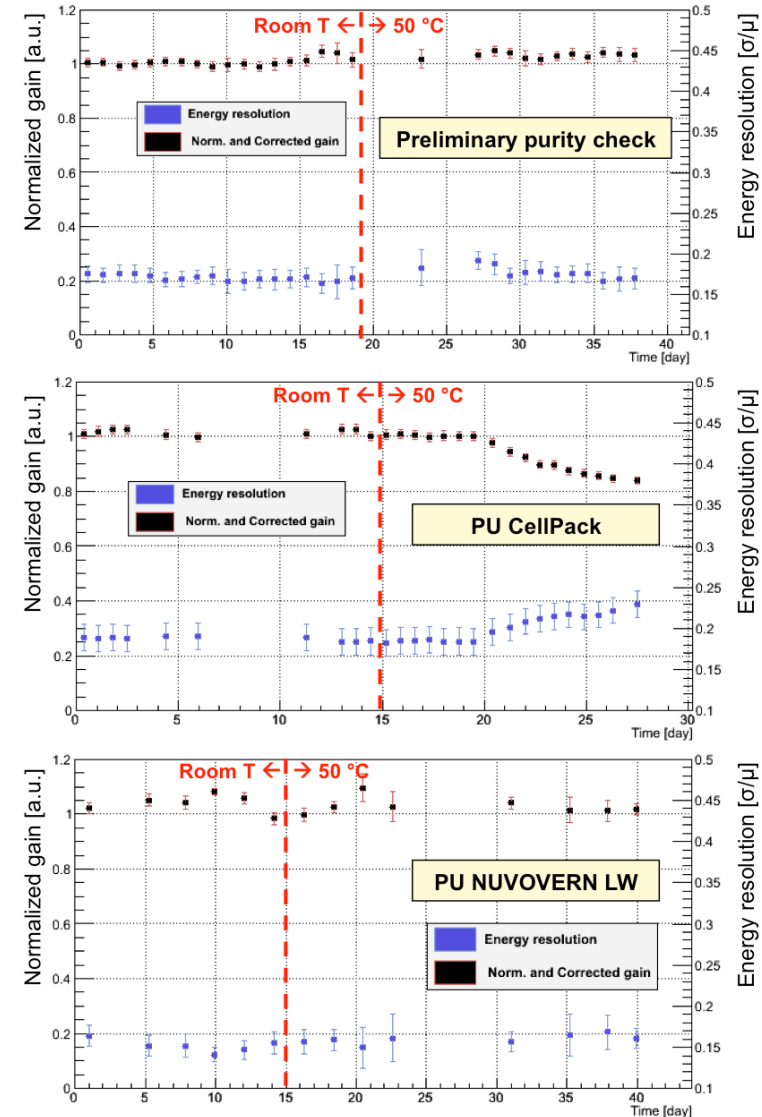 Room T ← → 50 °C
Normalized gain [a.u.]
Energy resolution [σ/μ]
Energy resolution
Norm. and Corrected gain
Preliminary purity check
1
0.8
0.6
0.4
0.2
0
0.5
0.45
0.4
0.35
0.3
0.25
0.2
0.15
0.1
0 5 10 15 20 25 30 35 40
Time [day]
Room T ← → 50 °C
Normalized gain [a.u.]
Energy resolution [σ/μ]
Energy resolution
Norm. and Corrected gain
PU CellPack
1.2
1
0.8
0.6
0.4
0.2
0
0.5
0.45
0.4
0.35
0.3
0.25
0.2
0.15
0.1
0 5 10 15 20 25 30
Time [day]
Room T ← → 50 °C
Normalized gain [a.u.]
Energy resolution [σ/μ]
PU NUVOVERN LW
Energy resolution
Norm. and Corrected gain
1.2
1
0.8
0.6
0.4
0.2
0
0.5
0.45
0.4
0.35
0.3
0.25
0.2
0.15
0.1
0 5 10 15 20 25 30 35 40
Time [day]